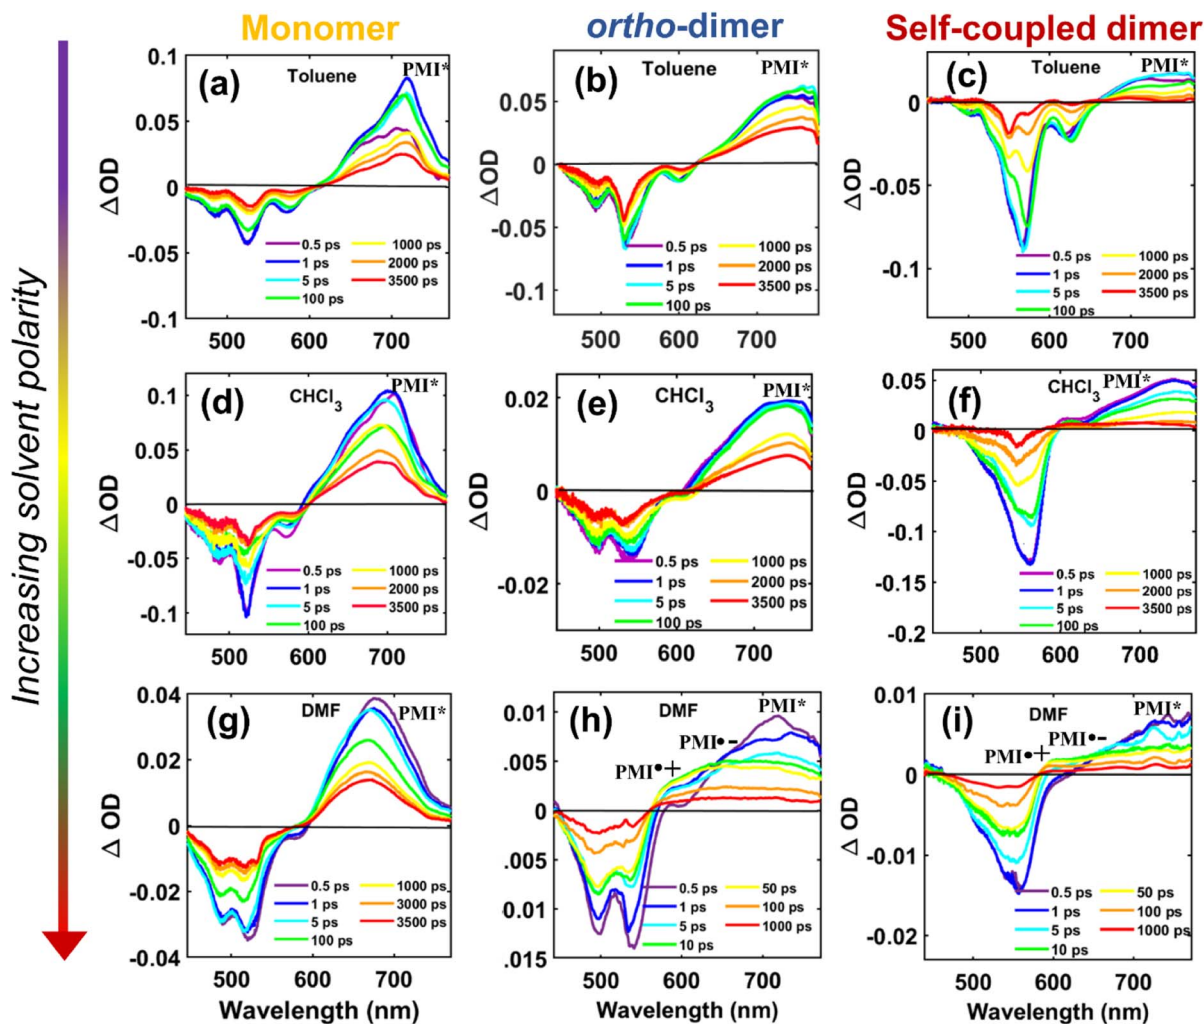 Monomer
ortho-dimer
Self-coupled dimer
Increasing solvent polarity
(a)
Toluene
PMI*
ΔOD
0.1
0.05
0
-0.05
-0.1
0.5 ps
1 ps
5 ps
100 ps
1000 ps
2000 ps
3500 ps
500
600
700
(b)
Toluene
PMI*
ΔOD
0.05
0
-0.05
-0.1
0.5 ps
1 ps
5 ps
100 ps
1000 ps
2000 ps
3500 ps
500
600
700
(c)
Toluene
PMI*
ΔOD
0
-0.05
-0.1
0.5 ps
1 ps
5 ps
100 ps
1000 ps
2000 ps
3500 ps
500
600
700
(d)
CHCl3
PMI*
ΔOD
0.1
0.05
0
-0.05
-0.1
0.5 ps
1 ps
5 ps
100 ps
1000 ps
2000 ps
3500 ps
500
600
700
(e)
CHCl3
PMI*
ΔOD
0.02
0
-0.02
0.5 ps
1 ps
5 ps
100 ps
1000 ps
2000 ps
3500 ps
500
600
700
(f)
CHCl3
PMI*
ΔOD
0.05
0
-0.05
-0.1
-0.15
-0.2
0.5 ps
1 ps
5 ps
100 ps
1000 ps
2000 ps
3500 ps
500
600
700
(g)
DMF
PMI*
Δ OD
0.04
0.02
0
-0.02
-0.04
0.5 ps
1 ps
5 ps
100 ps
1000 ps
3000 ps
3500 ps
500
600
700
Wavelength (nm)
(h)
DMF
PMI*
PMI•-
PMI•+
Δ OD
0.01
.005
0
.005
0.01
.015
0.5 ps
1 ps
5 ps
10 ps
50 ps
100 ps
1000 ps
500
600
700
Wavelength (nm)
(i)
DMF
PMI*
PMI•-
PMI•+
Δ OD
0.01
0
-0.01
-0.02
0.5 ps
1 ps
5 ps
10 ps
50 ps
100 ps
1000 ps
500
600
700
Wavelength (nm)